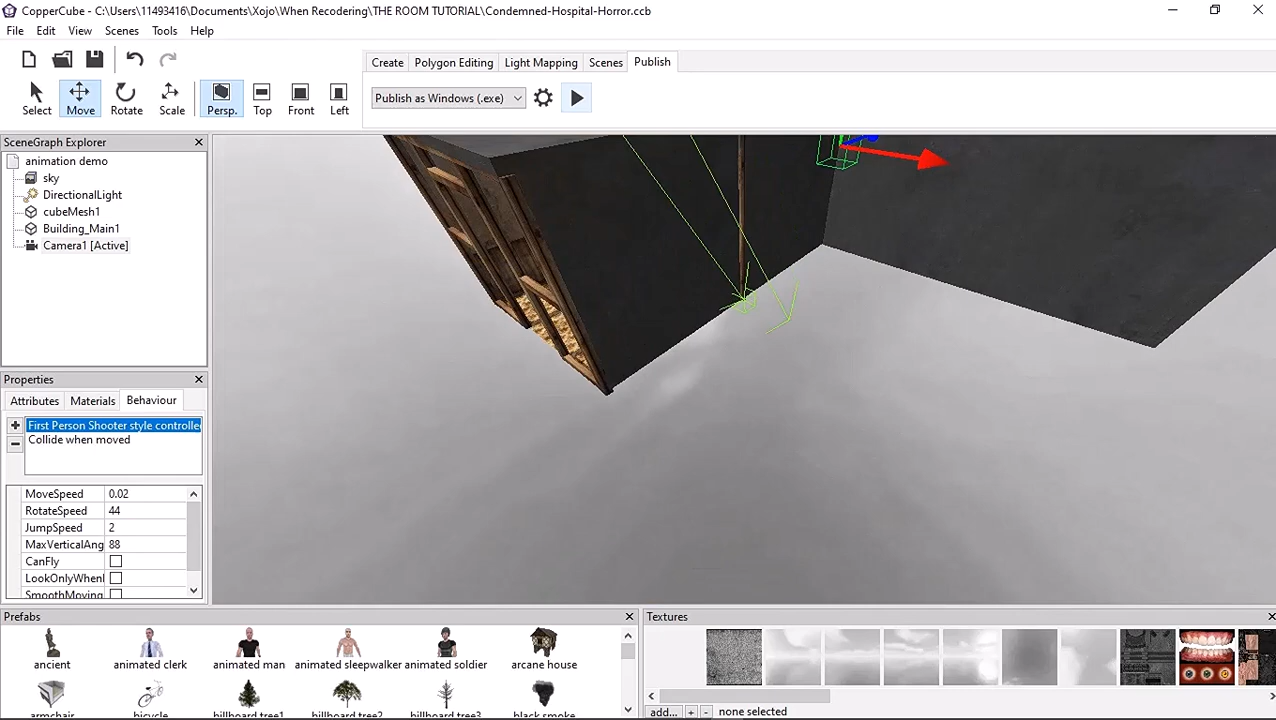 CopperCube - C:\Users\11493416\Documents\Xojo\When Recodering\THE ROOM TUTORIAL\Condemned-Hospital-Horror.ccb
File Edit View Scenes Tools Help
Create Polygon Editing Light Mapping Scenes Publish
Select Move Rotate Scale Persp. Top Front Left
Publish as Windows (.exe)
SceneGraph Explorer
animation demo
sky
DirectionalLight
cubeMesh1
Building_Main1
Camera1 [Active]
Properties
Attributes Materials Behaviour
First Person Shooter style controlle
Collide when moved
MoveSpeed 0.02
RotateSpeed 44
JumpSpeed 2
MaxVerticalAng 88
CanFly
LookOnlyWhenl
SmoothMoving
Prefabs
ancient animated clerk animated man animated sleepwalker animated soldier arcane house
armchair bicycle billboard tree1 billboard tree2 billboard tree3 black smoke
Textures
add... + - none selected